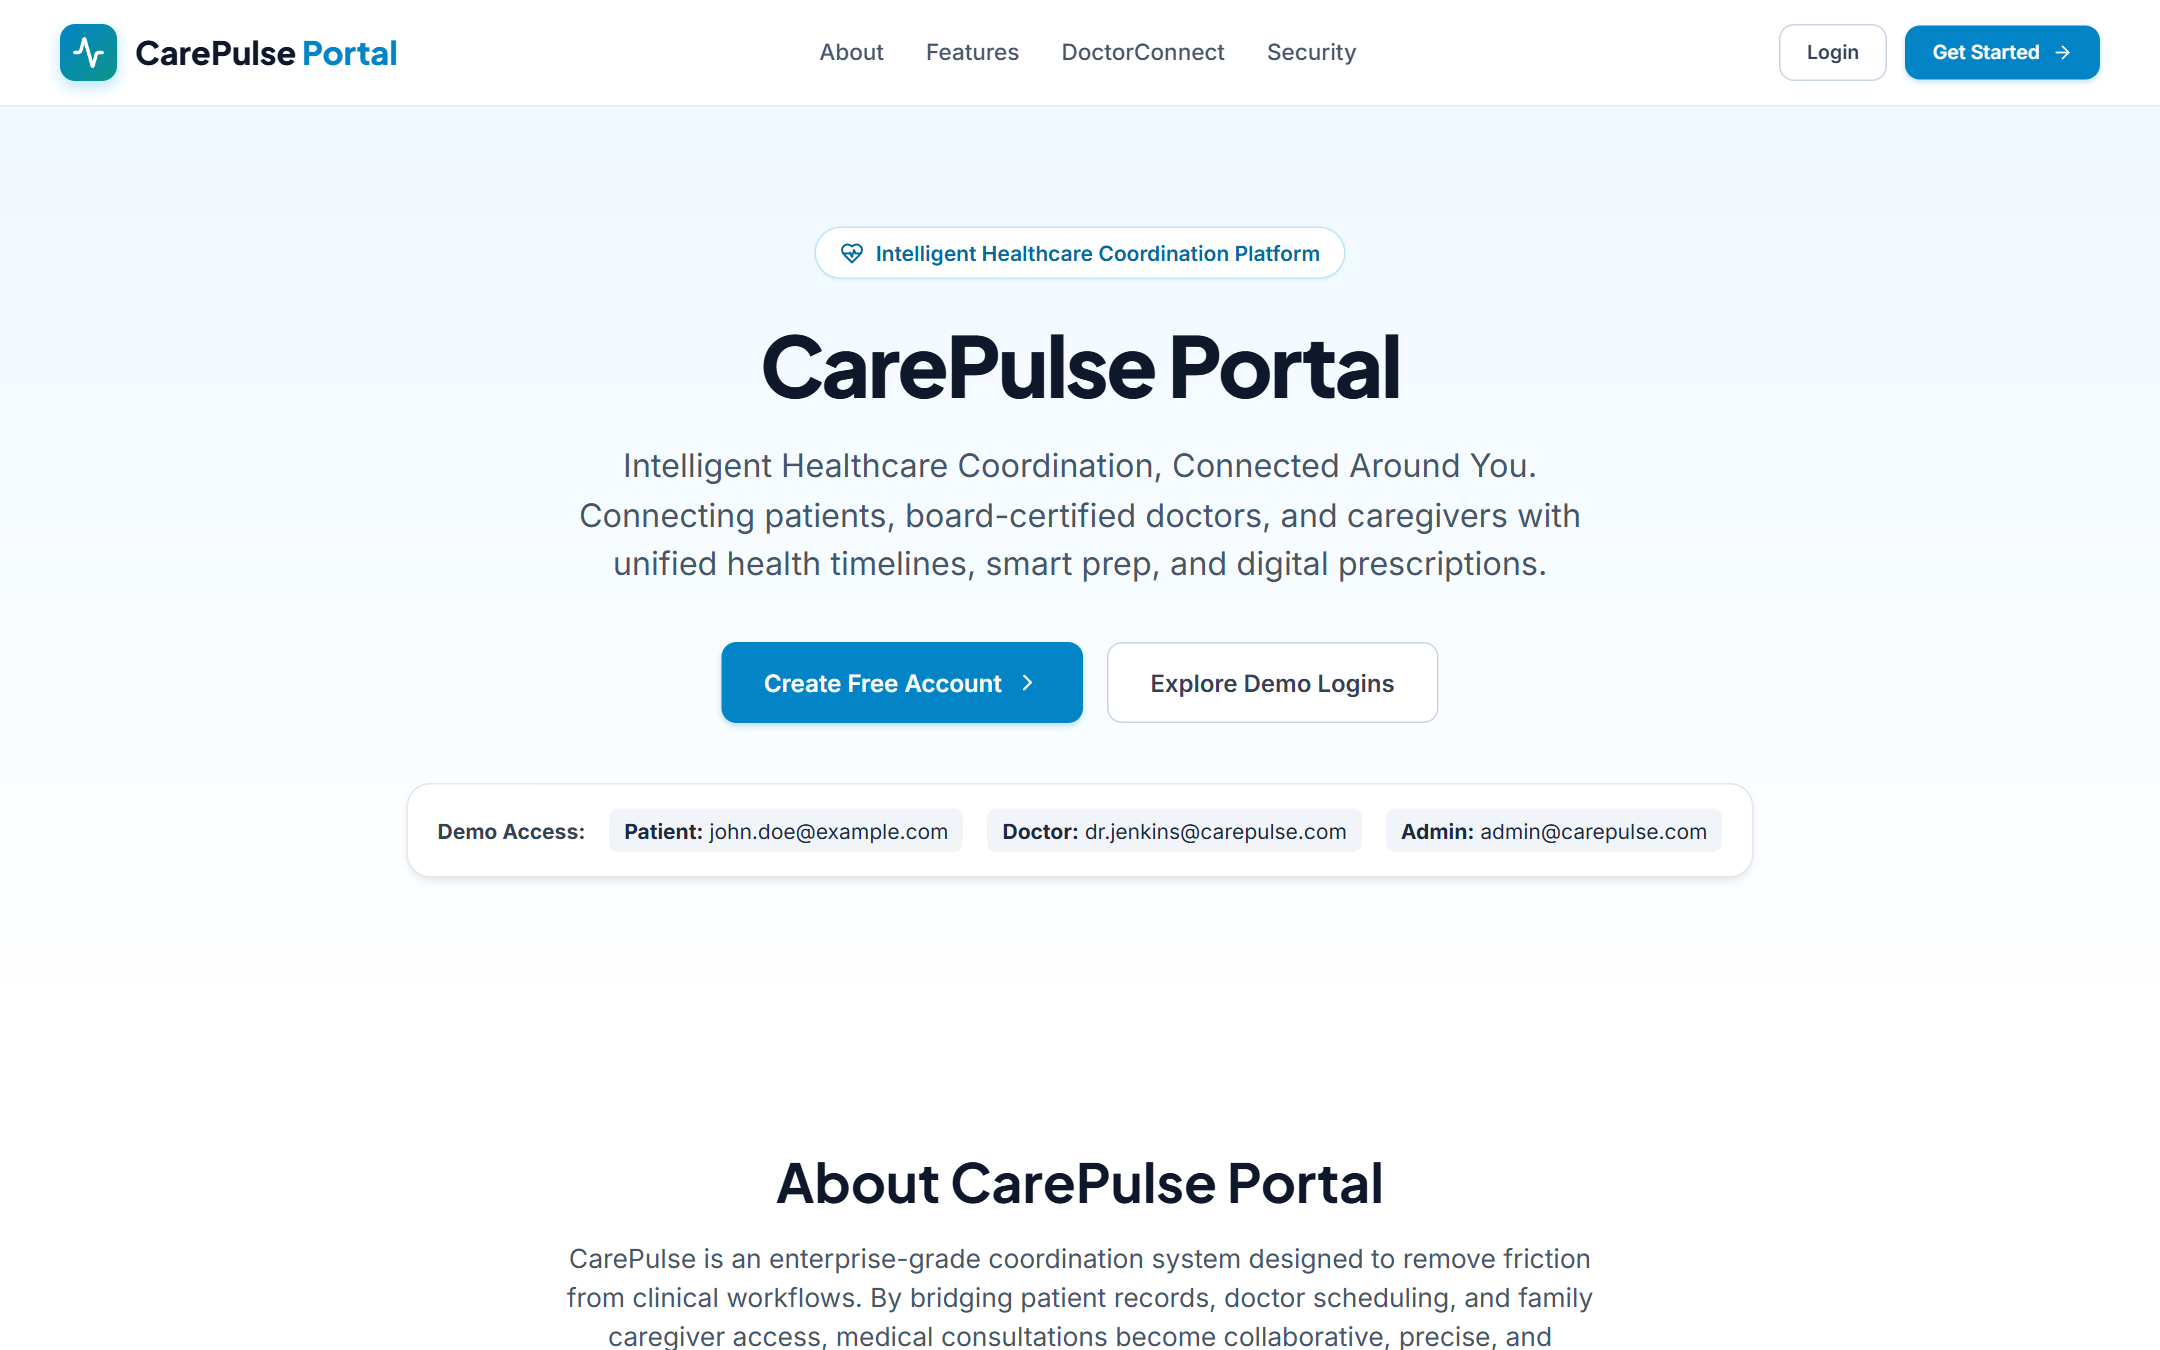 CarePulse Portal
About
Features
DoctorConnect
Security
Login
Get Started
Intelligent Healthcare Coordination Platform
CarePulse Portal
Intelligent Healthcare Coordination, Connected Around You.
Connecting patients, board-certified doctors, and caregivers with
unified health timelines, smart prep, and digital prescriptions.
Create Free Account
Explore Demo Logins
Demo Access:
Patient: john.doe@example.com
Doctor: dr.jenkins@carepulse.com
Admin: admin@carepulse.com
About CarePulse Portal
CarePulse is an enterprise-grade coordination system designed to remove friction
from clinical workflows. By bridging patient records, doctor scheduling, and family
caregiver access, medical consultations become collaborative, precise, and